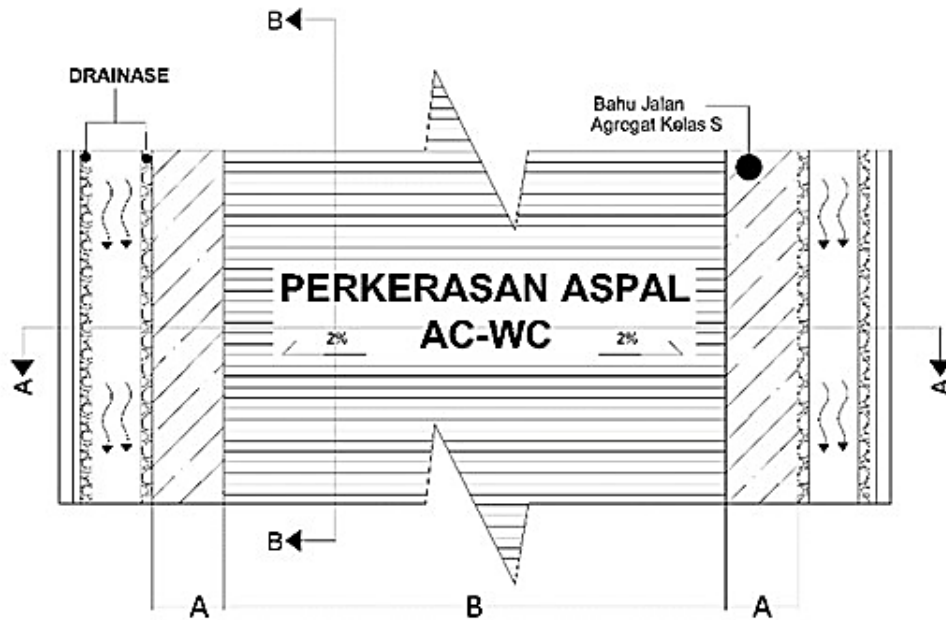 B
DRAINASE
Bahu Jalan
Agregat Kelas S
PERKERASAN ASPAL
AC-WC
2%
2%
A
A
B
A
B
A